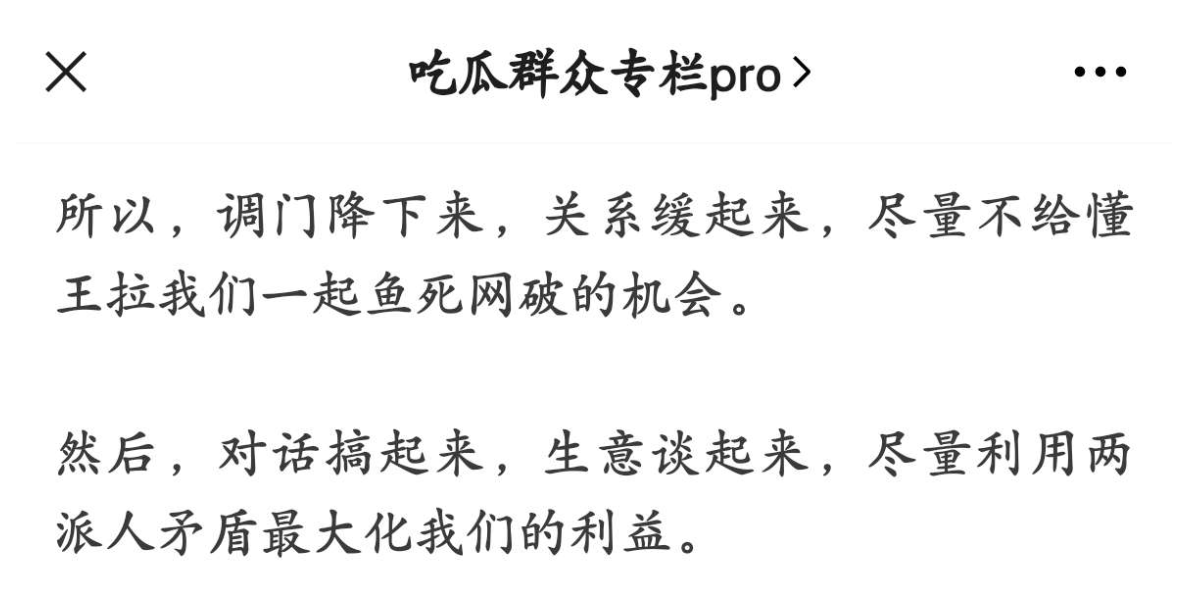 吃瓜群众专栏pro
所以，调门降下来，关系缓起来，尽量不给懂
王拉我们一起鱼死网破的机会。
然后，对话搞起来，生意谈起来，尽量利用两
派人矛盾最大化我们的利益。